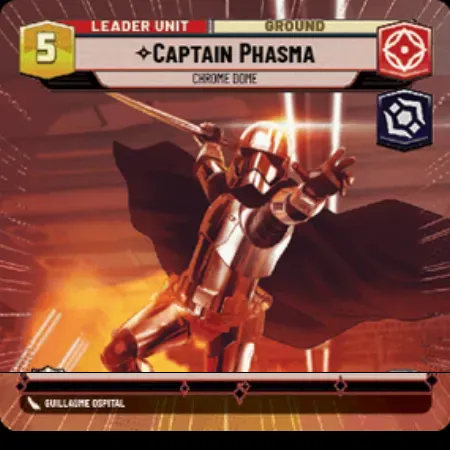 LEADER UNIT
GROUND
5
CAPTAIN PHASMA
CHROME DOME
GUILLAUME OSPITAL